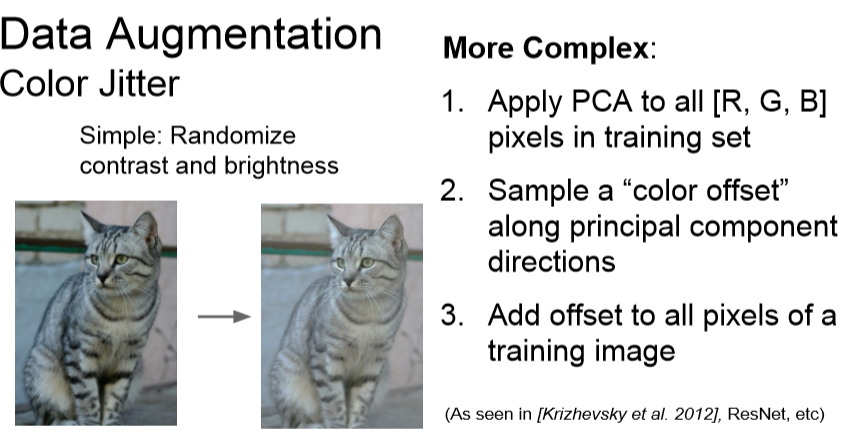 Data Augmentation
Color Jitter
Simple: Randomize
contrast and brightness
More Complex:
1. Apply PCA to all [R, G, B]
pixels in training set
2. Sample a “color offset”
along principal component
directions
3. Add offset to all pixels of a
training image
(As seen in [Krizhevsky et al. 2012], ResNet, etc)